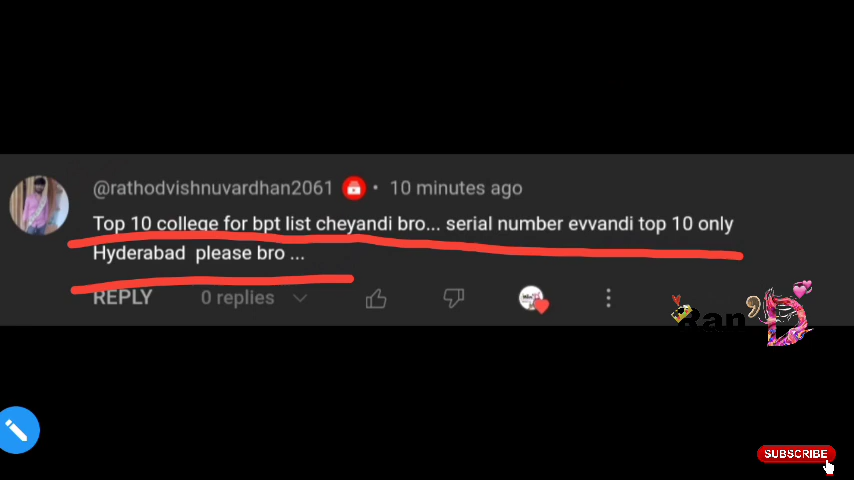 @rathodvishnuvardhan2061 • 10 minutes ago
Top 10 college for bpt list cheyandi bro... serial number evvandi top 10 only
Hyderabad please bro ...
REPLY 0 replies
Ran'D
SUBSCRIBE